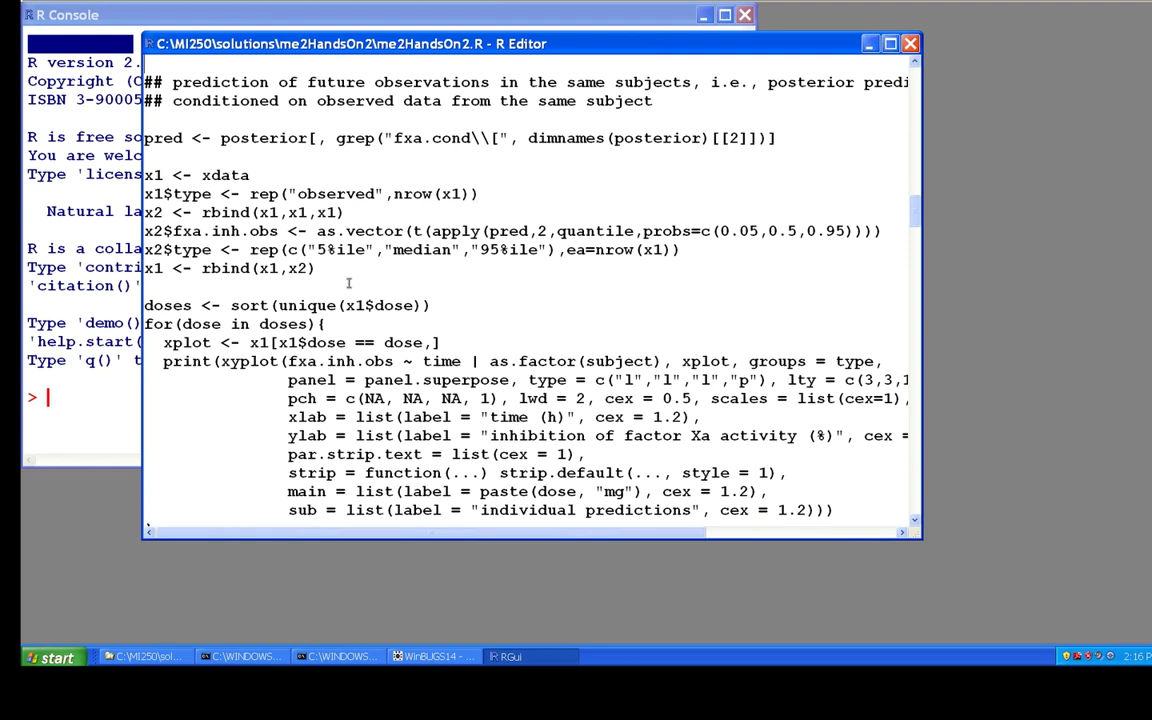 R Console
C:\MI250\solutions\me2HandsOn2\me2HandsOn2.R - R Editor
R version 2.
Copyright (C
ISBN 3-90005
R is free so
You are welc
Type 'licens
Natural la
R is a colla
Type 'contri
'citation()'
Type 'demo()
'help.start(
Type 'q()' t
>
## prediction of future observations in the same subjects, i.e., posterior predi
## conditioned on observed data from the same subject
pred <- posterior[, grep("fxa.cond\\[", dimnames(posterior)[[2]])]
x1 <- xdata
x1$type <- rep("observed",nrow(x1))
x2 <- rbind(x1,x1,x1)
x2$fxa.inh.obs <- as.vector(t(apply(pred,2,quantile,probs=c(0.05,0.5,0.95))))
x2$type <- rep(c("5%ile","median","95%ile"),ea=nrow(x1))
x1 <- rbind(x1,x2)
doses <- sort(unique(x1$dose))
for(dose in doses){
xplot <- x1[x1$dose == dose,]
print(xyplot(fxa.inh.obs ~ time | as.factor(subject), xplot, groups = type,
panel = panel.superpose, type = c("l","l","l","p"), lty = c(3,3,1
pch = c(NA, NA, NA, 1), lwd = 2, cex = 0.5, scales = list(cex=1),
xlab = list(label = "time (h)", cex = 1.2),
ylab = list(label = "inhibition of factor Xa activity (%)", cex =
par.strip.text = list(cex = 1),
strip = function(...) strip.default(..., style = 1),
main = list(label = paste(dose, "mg"), cex = 1.2),
sub = list(label = "individual predictions", cex = 1.2)))
start
C:\MI250\sol...
C:\WINDOWS...
C:\WINDOWS...
WinBUGS14 - ...
RGui
2:16 P